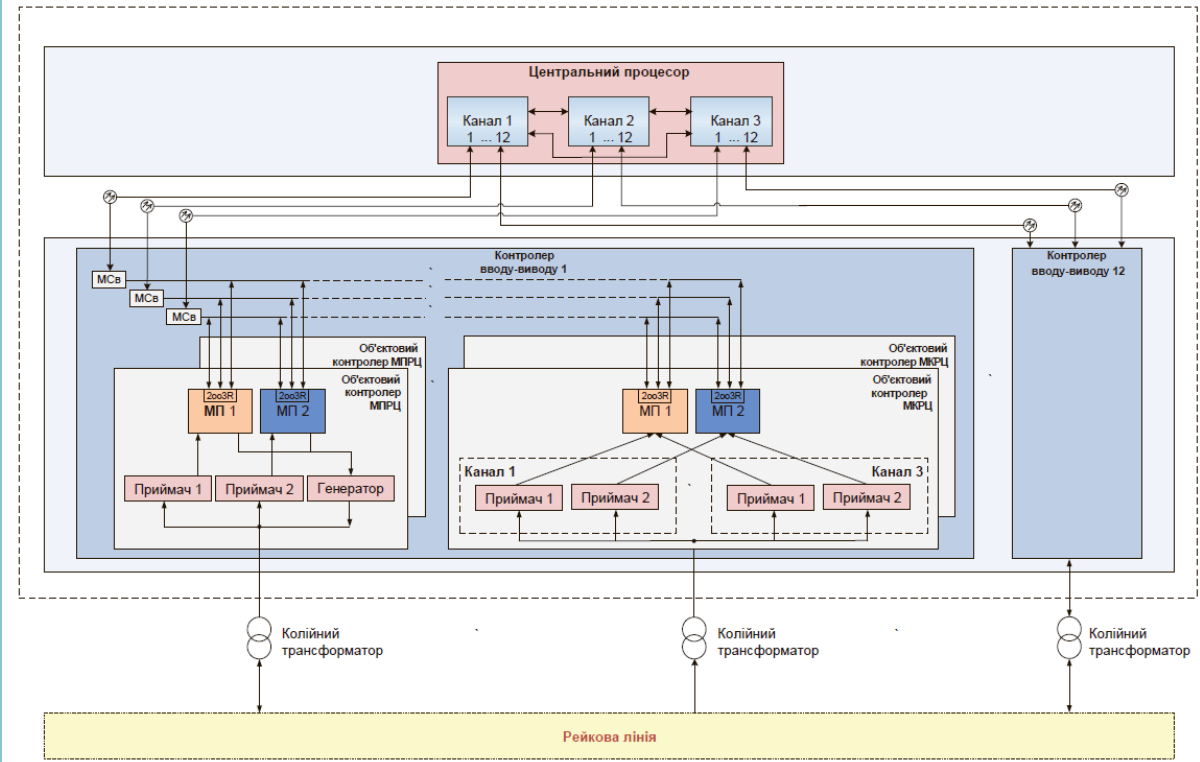 Центральний процесор
Канал 1
1 ... 12
Канал 2
1 ... 12
Канал 3
1 ... 12
Контролер
вводу-виводу 1
Контролер
вводу-виводу 12
МСв
МСв
МСв
Об'єктовий
контролер МПРЦ
Об'єктовий
контролер
МПРЦ
2oo3R
МП 1
2oo3R
МП 2
Приймач 1
Приймач 2
Генератор
Об'єктовий
контролер МКРЦ
Об'єктовий
контролер
МКРЦ
2oo3R
МП 1
2oo3R
МП 2
Канал 1
Канал 3
Приймач 1
Приймач 2
Приймач 1
Приймач 2
Колійний
трансформатор
Колійний
трансформатор
Колійний
трансформатор
Рейкова лінія